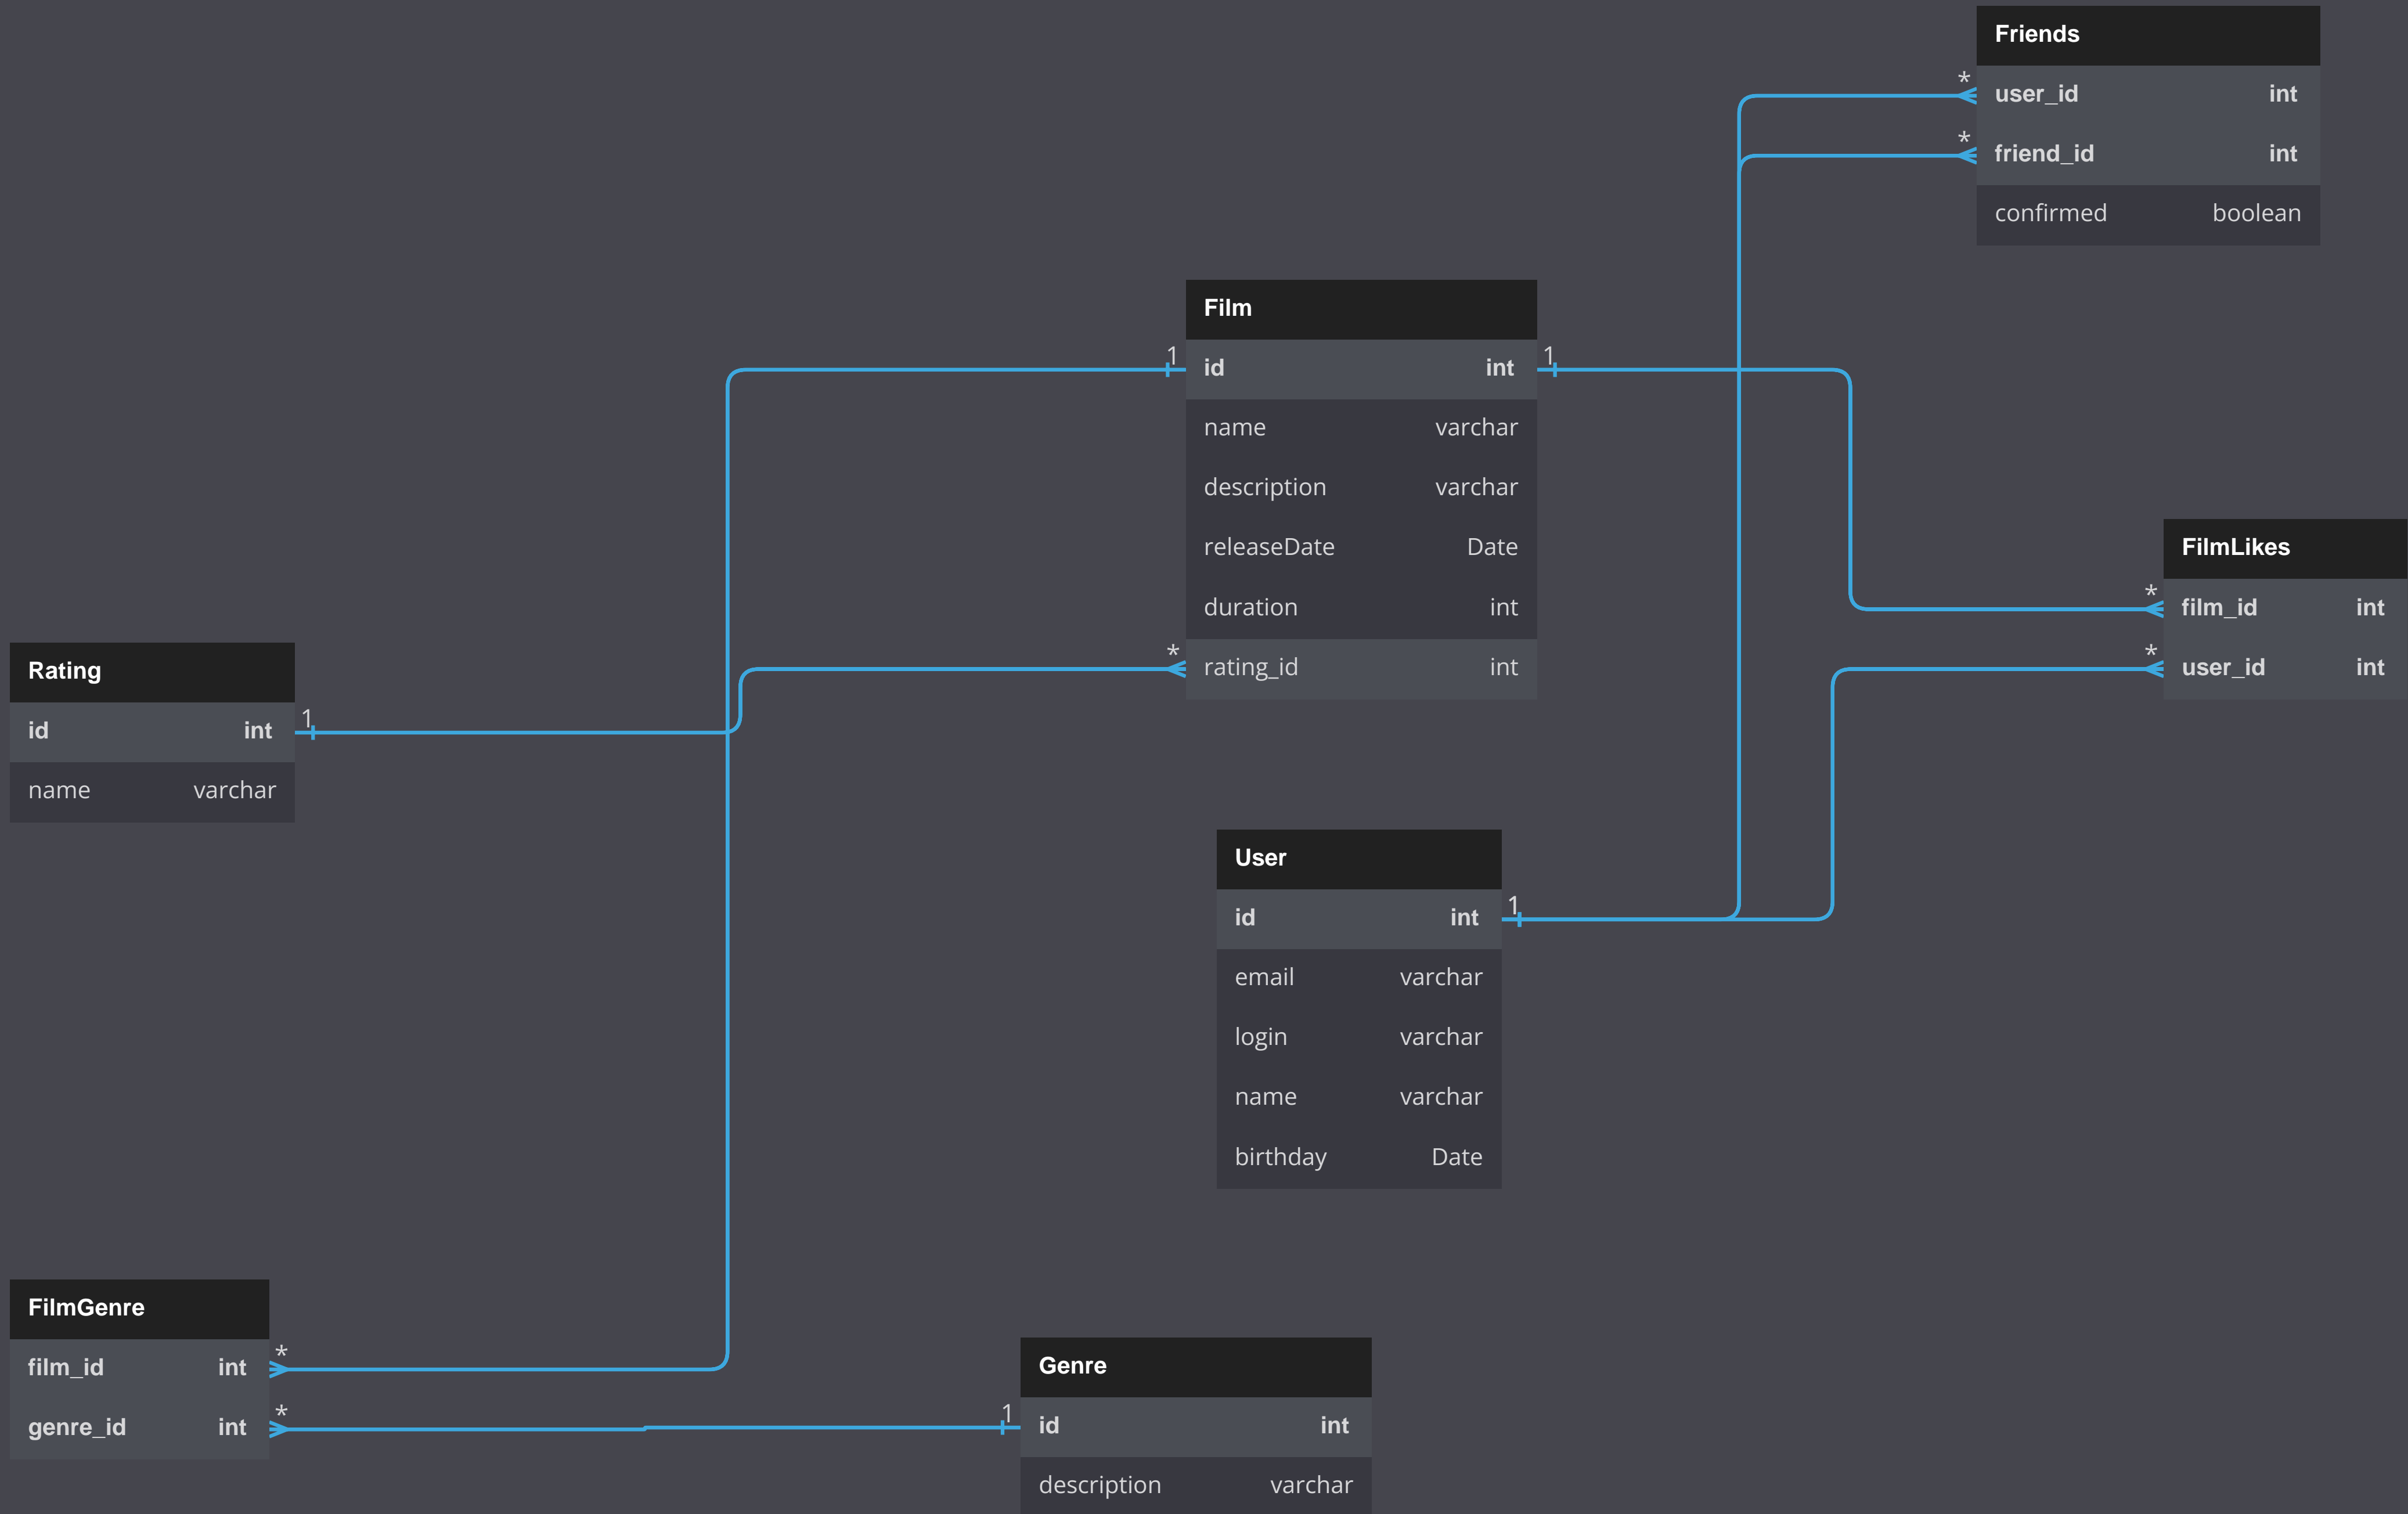 Friends
* user_id int
* friend_id int
confirmed boolean
Film
1 id int 1
name varchar
description varchar
releaseDate Date
duration int
* rating_id int
FilmLikes
* film_id int
* user_id int
Rating
id int 1
name varchar
User
id int 1
email varchar
login varchar
name varchar
birthday Date
FilmGenre
film_id int *
genre_id int *
Genre
1 id int
description varchar